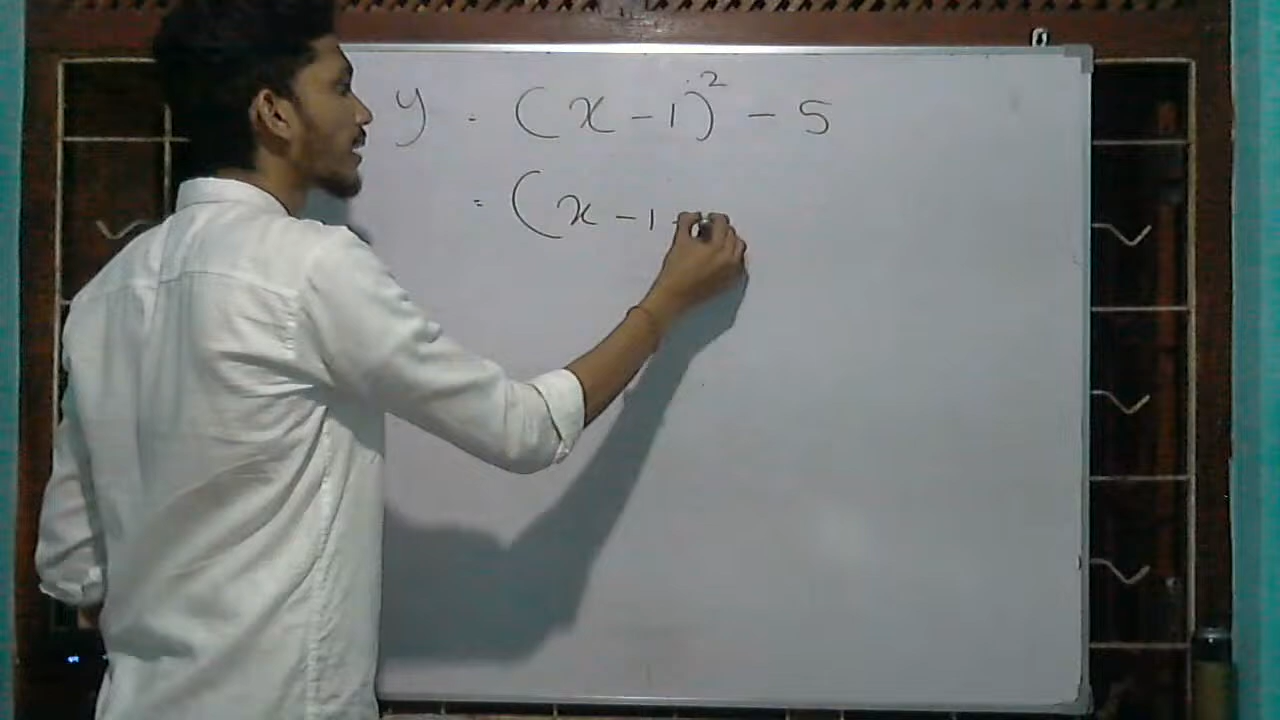 y = (x - 1)² - 5
= (x - 1